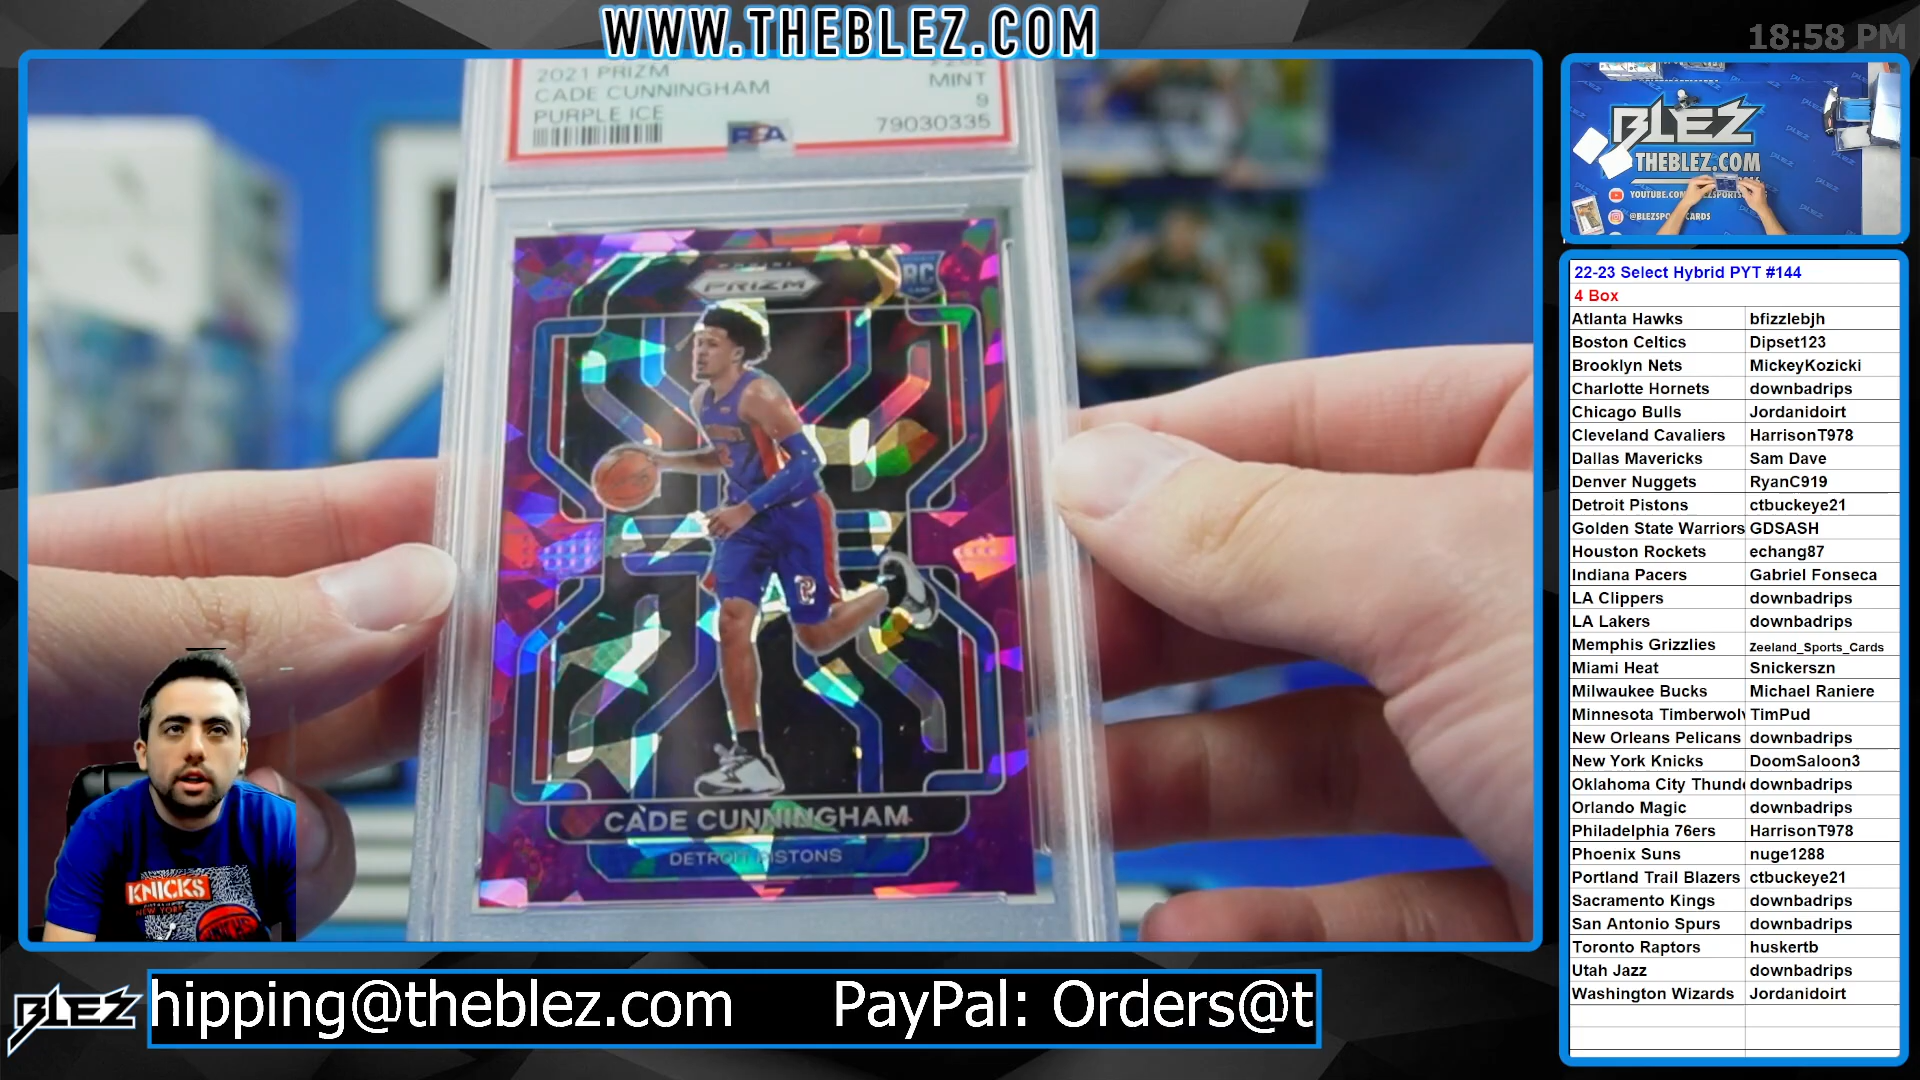 WWW.THEBLEZ.COM
18:58 PM
2021 PRIZM
CADE CUNNINGHAM
MINT
PURPLE ICE
9
79030335
PSA
PANINI
PRIZM
RC
CADE CUNNINGHAM
DETROIT PISTONS
KNICKS
NEW YORK
BLEZ
THEBLEZ.COM
@BLEZSPO CARDS
22-23 Select Hybrid PYT #144
4 Box
Atlanta Hawks bfizzlebjh
Boston Celtics Dipset123
Brooklyn Nets MickeyKozicki
Charlotte Hornets downbadrips
Chicago Bulls Jordanidoirt
Cleveland Cavaliers HarrisonT978
Dallas Mavericks Sam Dave
Denver Nuggets RyanC919
Detroit Pistons ctbuckeye21
Golden State Warriors GDSASH
Houston Rockets echang87
Indiana Pacers Gabriel Fonseca
LA Clippers downbadrips
LA Lakers downbadrips
Memphis Grizzlies Zeeland_Sports_Cards
Miami Heat Snickerszn
Milwaukee Bucks Michael Raniere
Minnesota Timberwol TimPud
New Orleans Pelicans downbadrips
New York Knicks DoomSaloon3
Oklahoma City Thund downbadrips
Orlando Magic downbadrips
Philadelphia 76ers HarrisonT978
Phoenix Suns nuge1288
Portland Trail Blazers ctbuckeye21
Sacramento Kings downbadrips
San Antonio Spurs downbadrips
Toronto Raptors huskertb
Utah Jazz downbadrips
Washington Wizards Jordanidoirt
BLEZ
hipping@theblez.com PayPal: Orders@t